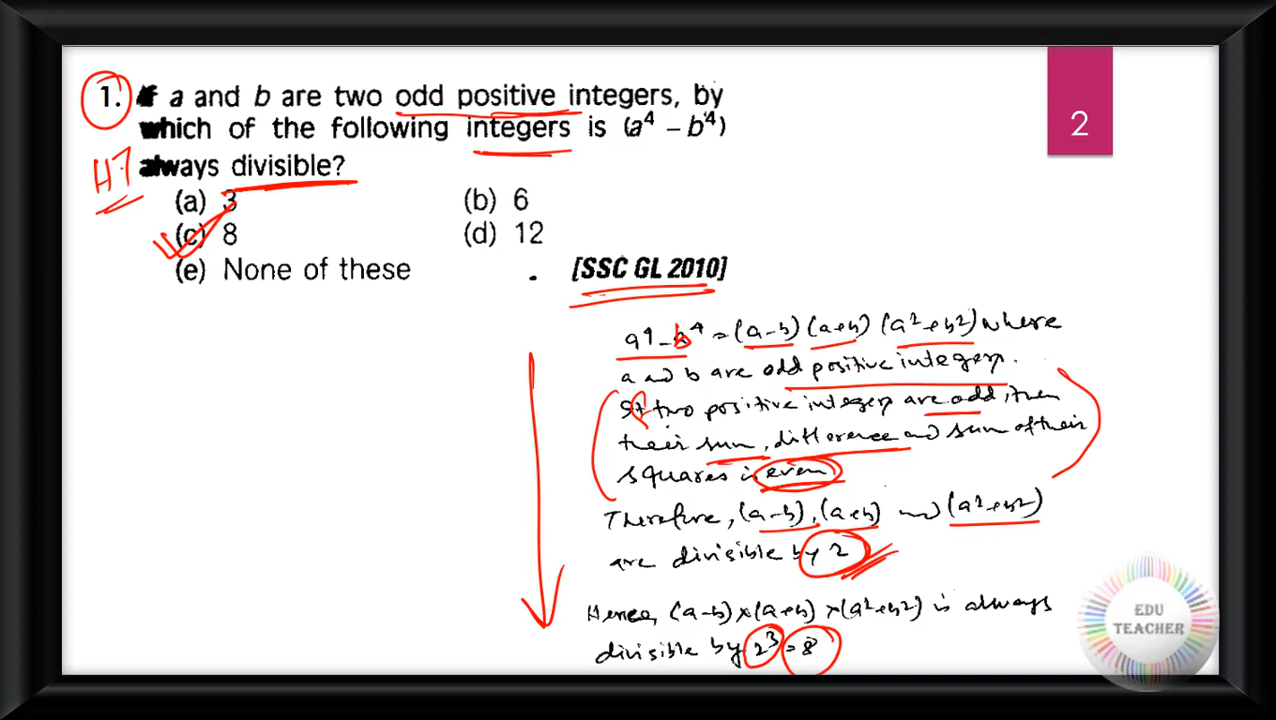 2
1. If a and b are two odd positive integers, by
which of the following integers is (a⁴ – b⁴)
always divisible?
H7
(a) 3 (b) 6
(c) 8 (d) 12
(e) None of these
[SSC GL 2010]
a⁴-b⁴ = (a-b) (a+b) (a²+b²) where
a and b are odd positive integers.
If two positive integers are odd, then
their sum, difference and sum of their
squares is even
Therefore, (a-b), (a+b) and (a²+b²)
are divisible by 2
Hence, (a-b)×(a+b)×(a²+b²) is always
divisible by 2³=8
EDU
TEACHER